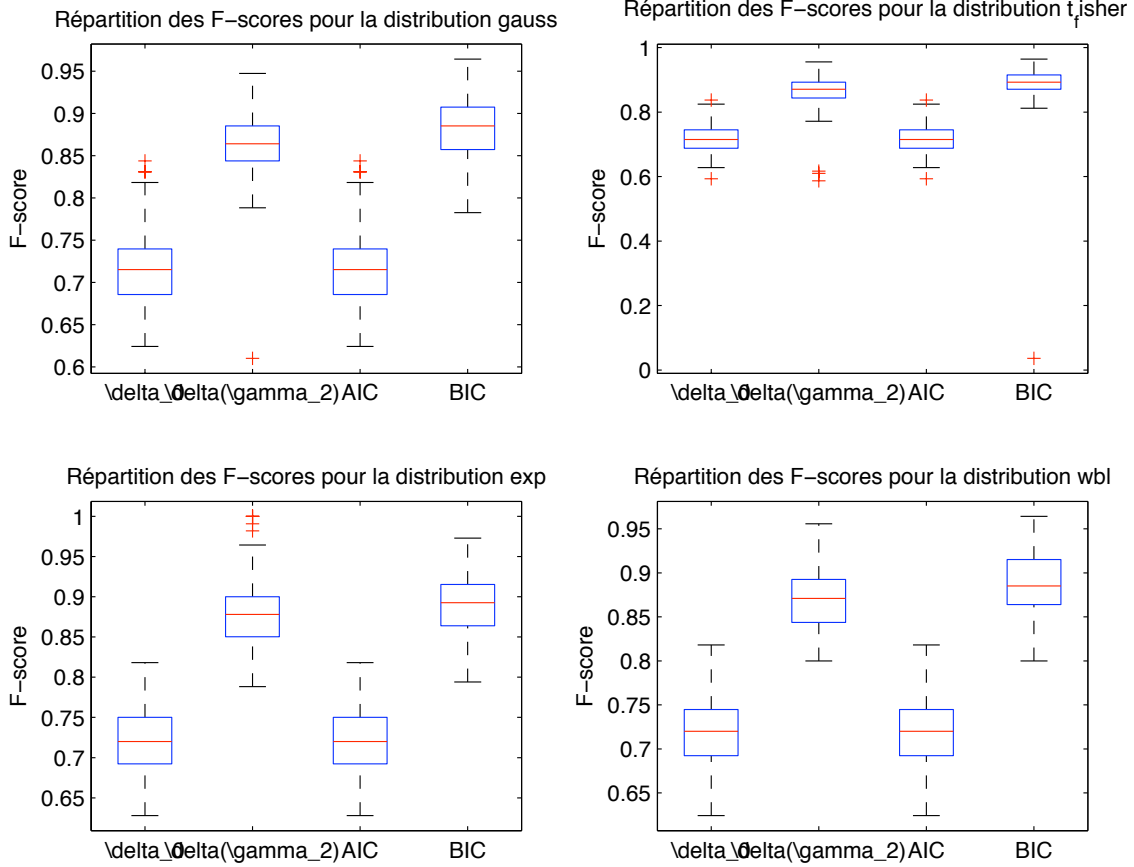 Répartition des F−scores pour la distribution gauss
0.95
0.9
0.85
0.8
0.75
0.7
0.65
0.6
F−score
\delta_0
\delta(\gamma_2)
AIC
BIC
Répartition des F−scores pour la distribution t_fisher
1
0.8
0.6
0.4
0.2
0
F−score
\delta_0
\delta(\gamma_2)
AIC
BIC
Répartition des F−scores pour la distribution exp
1
0.95
0.9
0.85
0.8
0.75
0.7
0.65
F−score
\delta_0
\delta(\gamma_2)
AIC
BIC
Répartition des F−scores pour la distribution wbl
0.95
0.9
0.85
0.8
0.75
0.7
0.65
F−score
\delta_0
\delta(\gamma_2)
AIC
BIC